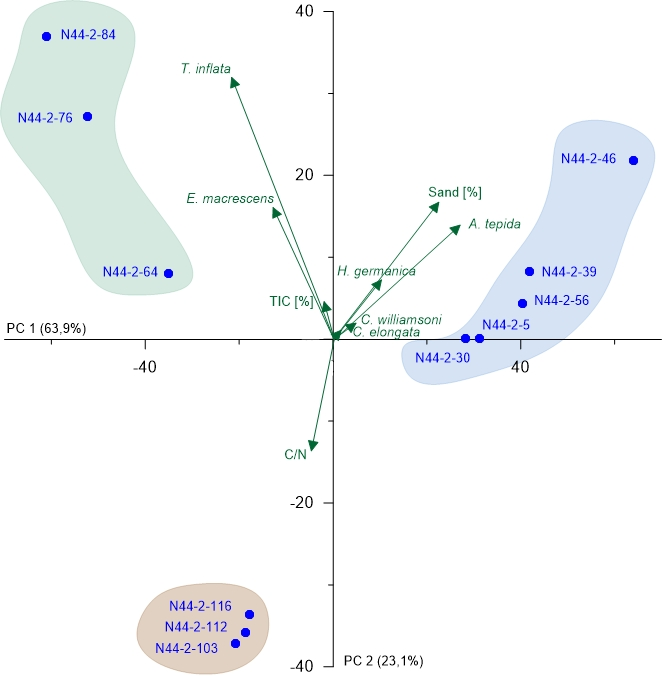 40
N44-2-84
T. inflata
N44-2-76
N44-2-46
20
Sand [%]
E. macrescens
A. tepida
N44-2-64
H. germanica
N44-2-39
TIC [%]
N44-2-56
C. williamsoni
N44-2-5
PC 1 (63,9%)
C. elongata
N44-2-30
-40
40
C/N
-20
N44-2-116
N44-2-112
N44-2-103
-40
PC 2 (23,1%)